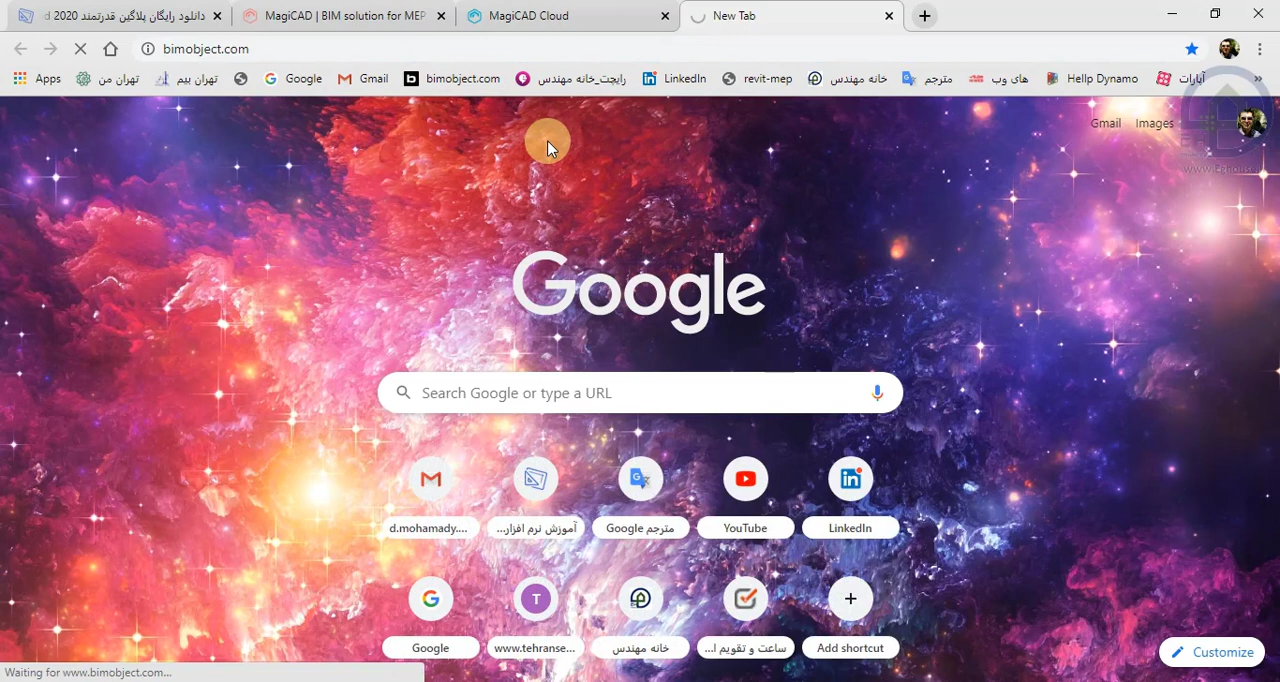 دانلود رایگان پلاگین قدرتمند 2020 d
MagiCAD | BIM solution for MEP
MagiCAD Cloud
New Tab
bimobject.com
Apps
تهران من
تهران بیم
Google
Gmail
bimobject.com
رایچت_خانه مهندس
LinkedIn
revit-mep
خانه مهندس
مترجم
های وب
Hellp Dynamo
آپارات
Gmail Images
Google
Search Google or type a URL
d.mohamady....
آموزش نرم افزار...
مترجم Google
YouTube
LinkedIn
T
Google
www.tehranse...
خانه مهندس
ساعت و تقویم ا...
Add shortcut
Customize
Waiting for www.bimobject.com...